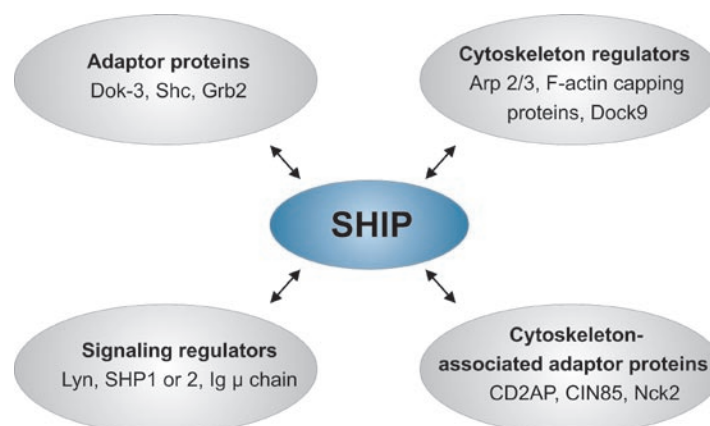 Adaptor proteins
Dok-3, Shc, Grb2
Cytoskeleton regulators
Arp 2/3, F-actin capping
proteins, Dock9
SHIP
Signaling regulators
Lyn, SHP1 or 2, Ig μ chain
Cytoskeleton-
associated adaptor proteins
CD2AP, CIN85, Nck2